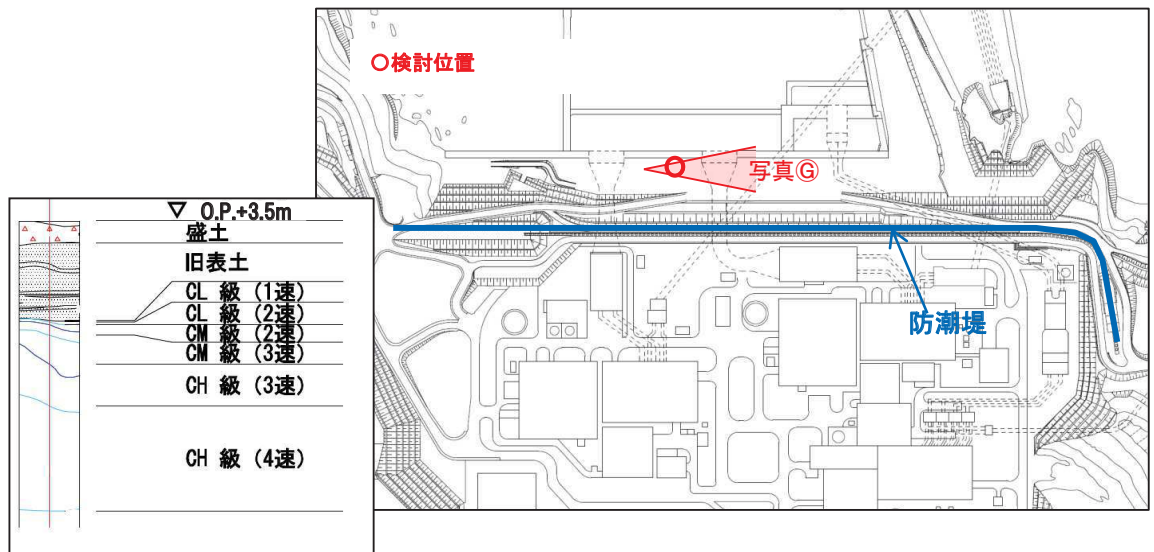 ○検討位置
写真Ⓖ
防潮堤
▽ O.P.+3.5m
盛土
旧表土
CL 級 (1速)
CL 級 (2速)
CM 級 (2速)
CM 級 (3速)
CH 級 (3速)
CH 級 (4速)